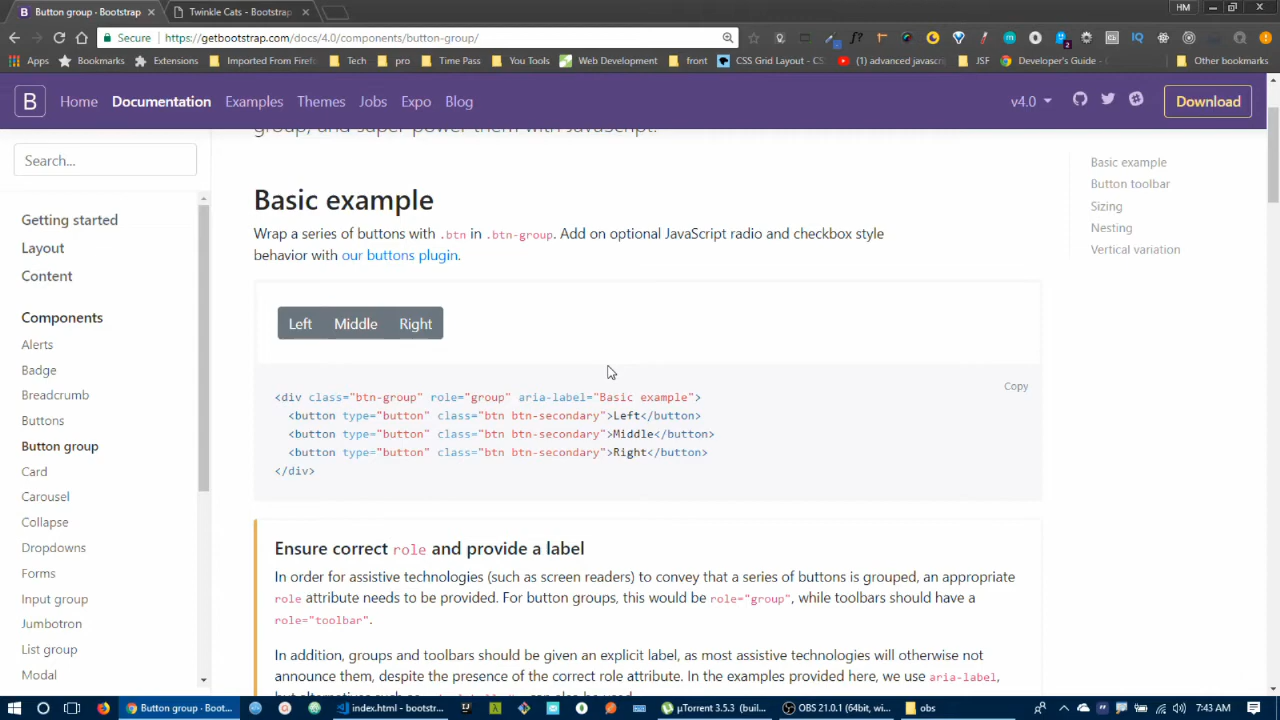 Button group · Bootstrap
Twinkle Cats - Bootstrap
HM
Secure
https://getbootstrap.com/docs/4.0/components/button-group/
Apps
Bookmarks
Extensions
Imported From Firefox
Tech
pro
Time Pass
You Tools
Web Development
front
CSS Grid Layout - CS
(1) advanced javascri
JSF
Developer's Guide -
Other bookmarks
B
Home
Documentation
Examples
Themes
Jobs
Expo
Blog
v4.0
Download
group, and super-power them with JavaScript.
Search...
Getting started
Layout
Content
Components
Alerts
Badge
Breadcrumb
Buttons
Button group
Card
Carousel
Collapse
Dropdowns
Forms
Input group
Jumbotron
List group
Modal
Basic example
Wrap a series of buttons with .btn in .btn-group. Add on optional JavaScript radio and checkbox style
behavior with our buttons plugin.
Left Middle Right
Copy
<div class="btn-group" role="group" aria-label="Basic example">
<button type="button" class="btn btn-secondary">Left</button>
<button type="button" class="btn btn-secondary">Middle</button>
<button type="button" class="btn btn-secondary">Right</button>
</div>
Ensure correct role and provide a label
In order for assistive technologies (such as screen readers) to convey that a series of buttons is grouped, an appropriate
role attribute needs to be provided. For button groups, this would be role="group", while toolbars should have a
role="toolbar".
In addition, groups and toolbars should be given an explicit label, as most assistive technologies will otherwise not
announce them, despite the presence of the correct role attribute. In the examples provided here, we use aria-label,
Basic example
Button toolbar
Sizing
Nesting
Vertical variation
Button group · Boot...
index.html - bootstr...
µTorrent 3.5.3 (buil...
OBS 21.0.1 (64bit, wi...
obs
7:43 AM